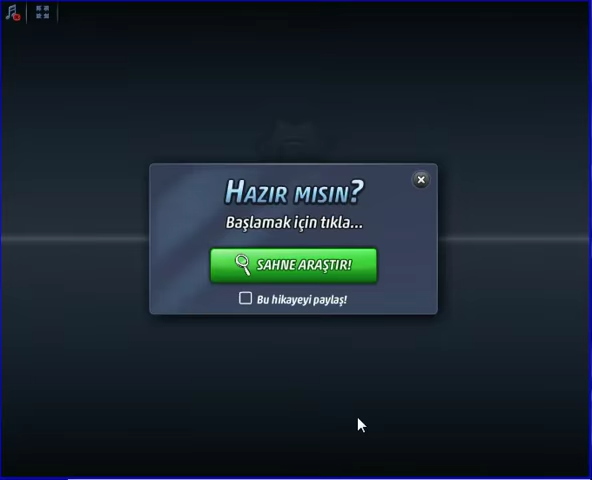 HAZIR MISIN?
Başlamak için tıkla...
SAHNE ARAŞTIR!
Bu hikayeyi paylaş!